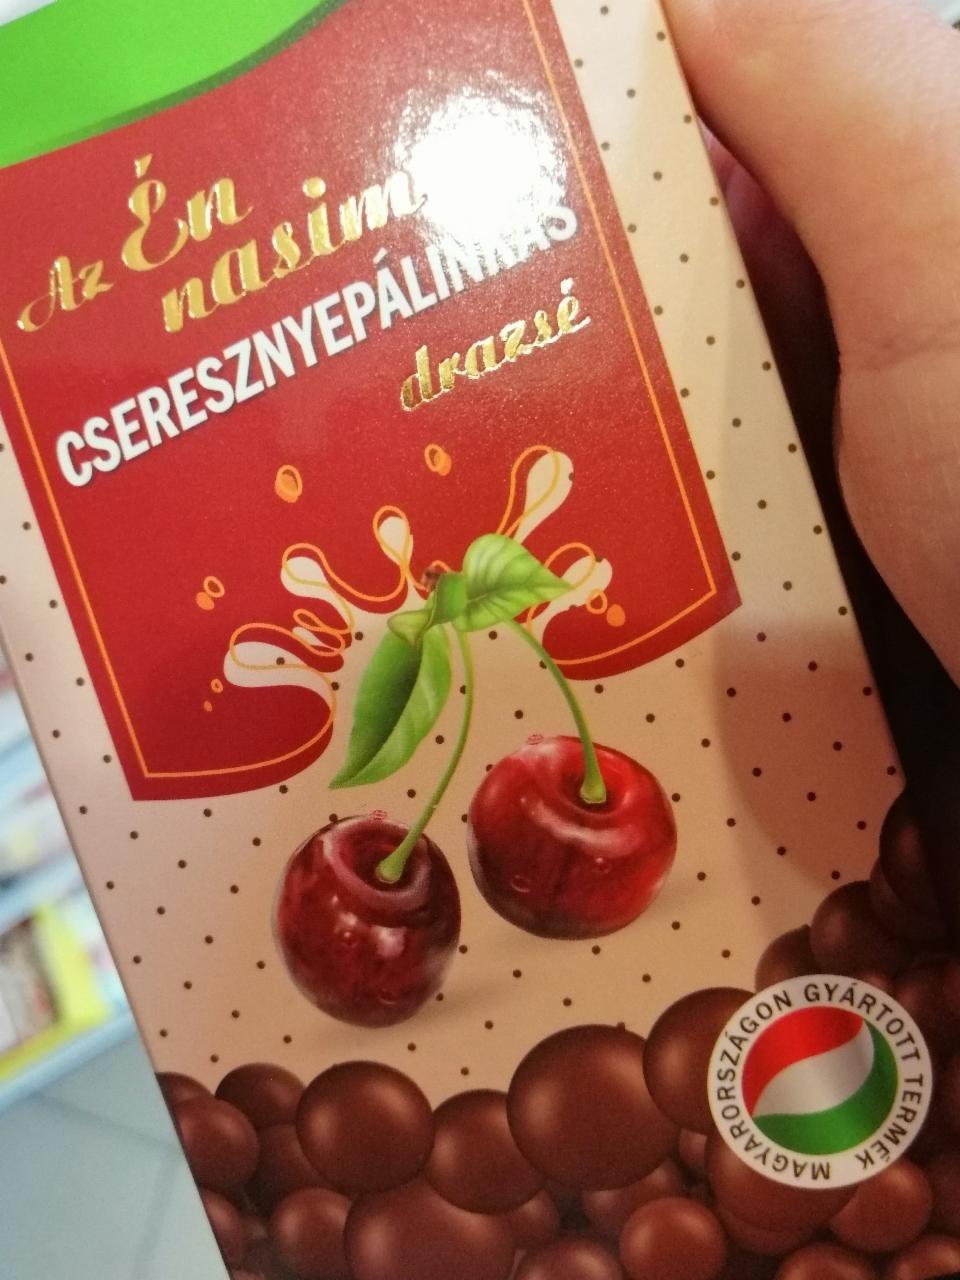 Az Én
nasim
CSERESZNYEPÁLINKÁS
drazsé
MAGYARORSZÁGON GYÁRTOTT TERMÉK